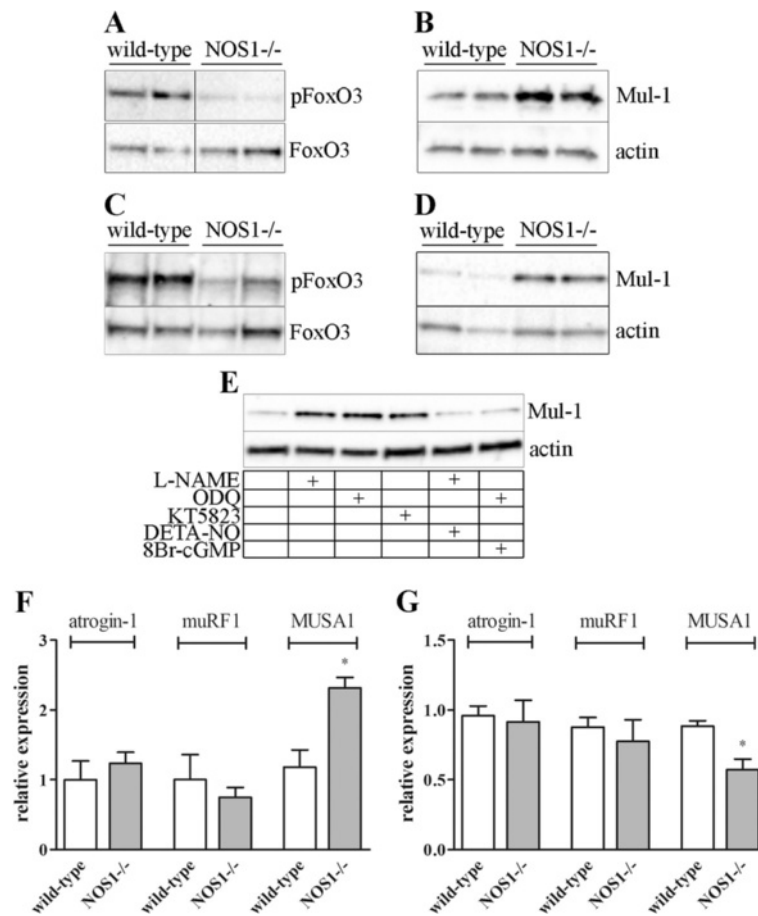 A
wild-type NOS1-/-
pFoxO3
FoxO3
B
wild-type NOS1-/-
Mul-1
actin
C
wild-type NOS1-/-
pFoxO3
FoxO3
D
wild-type NOS1-/-
Mul-1
actin
E
Mul-1
actin
L-NAME + +
ODQ + +
KT5823 +
DETA-NO +
8Br-cGMP +
F
atrogin-1 muRF1 MUSA1
relative expression
3
2
1
0
*
wild-type NOS1-/- wild-type NOS1-/- wild-type NOS1-/-
G
atrogin-1 muRF1 MUSA1
relative expression
1.5
1.0
0.5
0.0
*
wild-type NOS1-/- wild-type NOS1-/- wild-type NOS1-/-